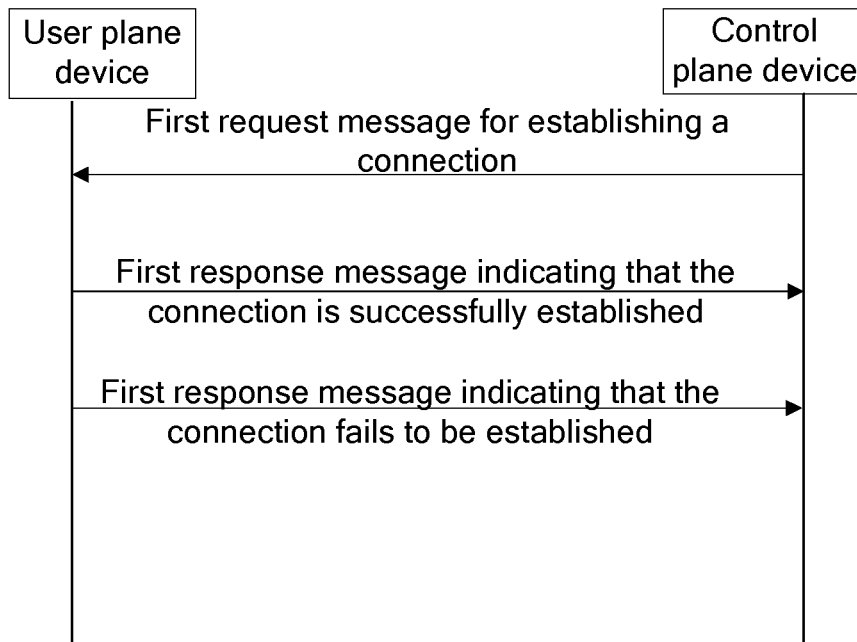 User plane
device
Control
plane device
First request message for establishing a
connection
First response message indicating that the
connection is successfully established
First response message indicating that the
connection fails to be established